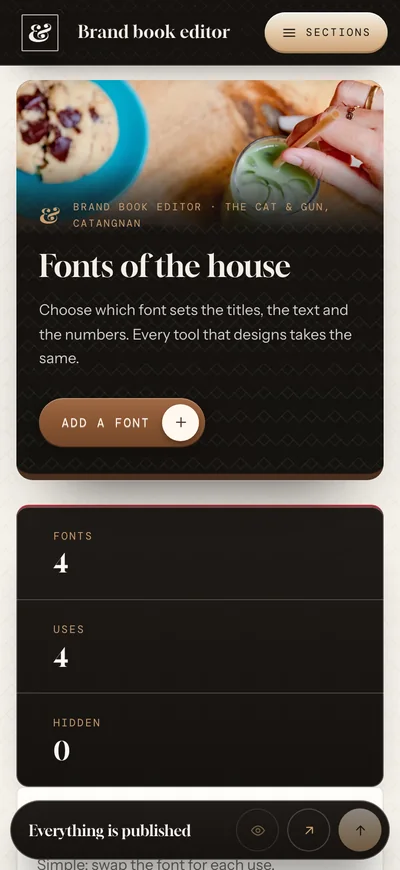 &
Brand book editor
SECTIONS
&
BRAND BOOK EDITOR · THE CAT & GUN,
CATANGNAN
Fonts of the house
Choose which font sets the titles, the text and
the numbers. Every tool that designs takes the
same.
ADD A FONT
FONTS
4
USES
4
HIDDEN
0
Everything is published
Simple: swap the font for each use.